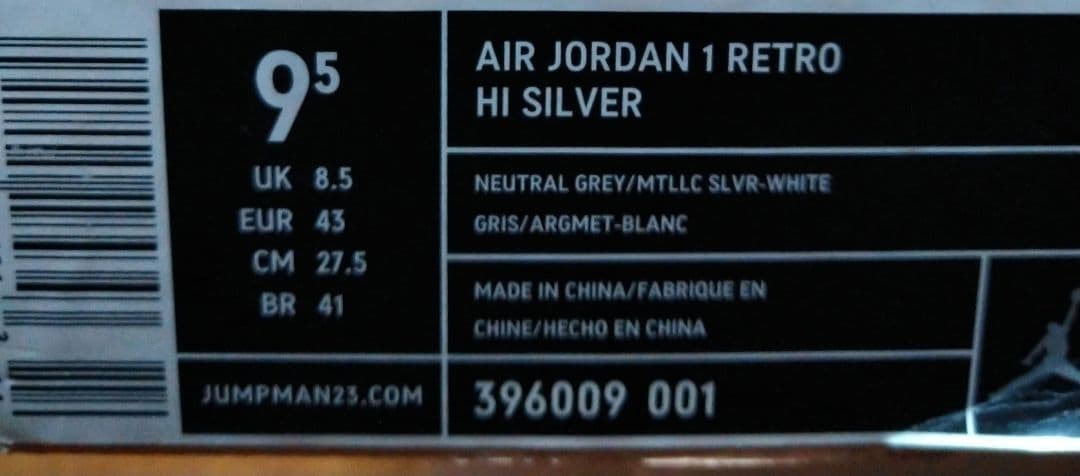 9⁵
UK 8.5
EUR 43
CM 27.5
BR 41
JUMPMAN23.COM
AIR JORDAN 1 RETRO
HI SILVER
NEUTRAL GREY/MTLLC SLVR-WHITE
GRIS/ARGMET-BLANC
MADE IN CHINA/FABRIQUE EN
CHINE/HECHO EN CHINA
396009 001